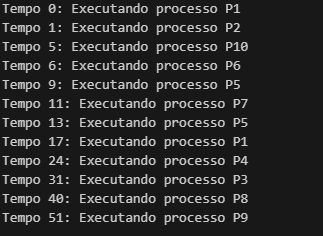 Tempo 0: Executando processo P1
Tempo 1: Executando processo P2
Tempo 5: Executando processo P10
Tempo 6: Executando processo P6
Tempo 9: Executando processo P5
Tempo 11: Executando processo P7
Tempo 13: Executando processo P5
Tempo 17: Executando processo P1
Tempo 24: Executando processo P4
Tempo 31: Executando processo P3
Tempo 40: Executando processo P8
Tempo 51: Executando processo P9